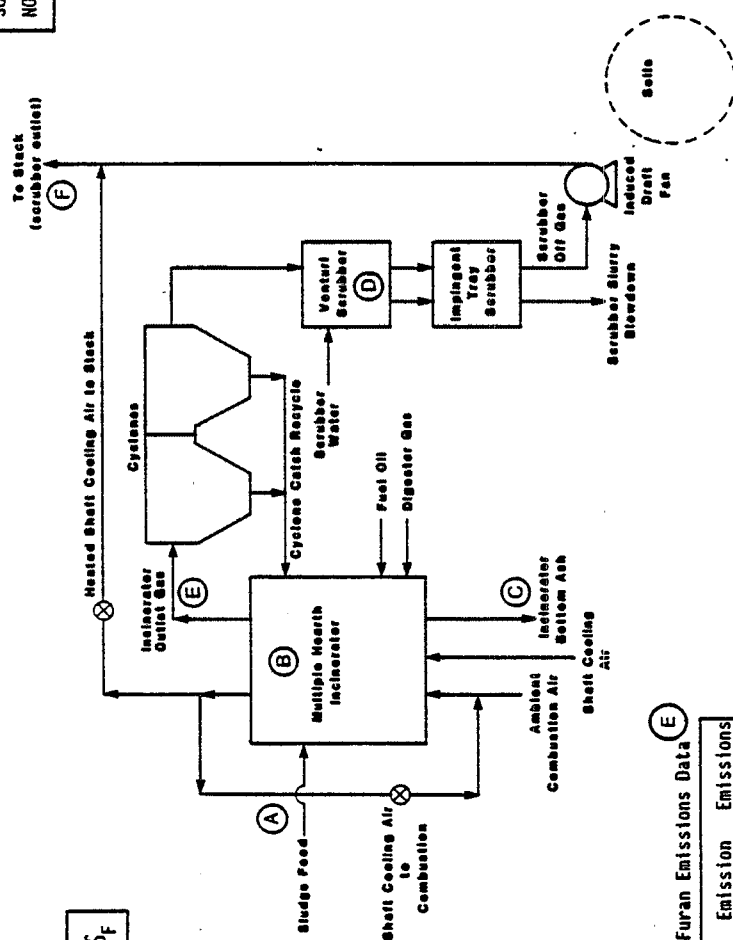 To Stack
(scrubber outlet)
F
Heated Shaft Cooling Air to Stack
Cyclones
Incinerator
Outlet Gas
E
Cyclone Catch Recycle
Scrubber
Water
Venturi
Scrubber
D
Impingent
Tray
Scrubber
Scrubber
Off Gas
Induced
Draft
Fan
Soils
Scrubber Slurry
Blowdown
Fuel Oil
Digester Gas
B
Multiple Hearth
Incinerator
A
Sludge Feed
Shaft Cooling Air
to
Combustion
Ambient
Combustion Air
Shaft Cooling
Air
C
Incinerator
Bottom Ash
NO
Furan Emissions Data
E
Emission Emissions